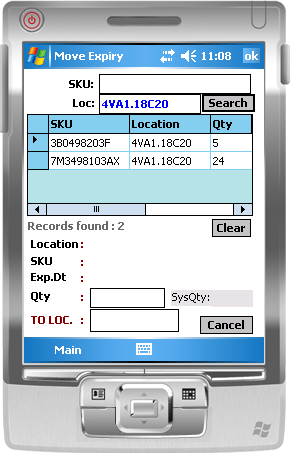 Move Expiry 11:08 ok
SKU:
Loc: 4VA1.18C20 Search
SKU Location Qty
3B0498203F 4VA1.18C20 5
7M3498103AX 4VA1.18C20 24
Records found : 2 Clear
Location :
SKU :
Exp.Dt :
Qty : SysQty:
TO LOC. : Cancel
Main